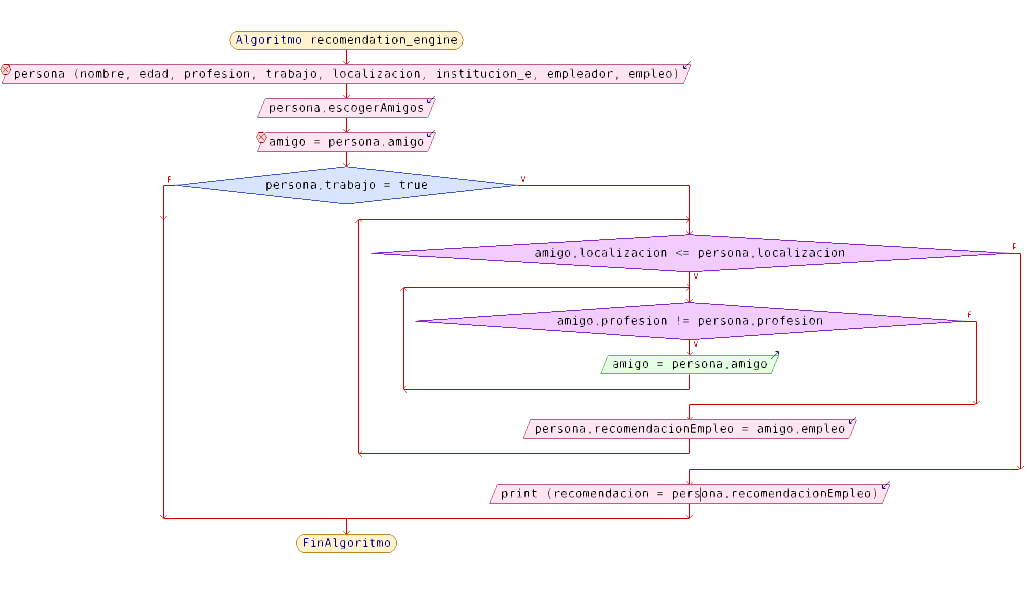 Algoritmo recomendation_engine
persona (nombre, edad, profesion, trabajo, localizacion, institucion_e, empleador, empleo)
persona.escogerAmigos
amigo = persona.amigo
persona.trabajo = true
F
V
amigo.localizacion <= persona.localizacion
F
V
amigo.profesion != persona.profesion
F
V
amigo = persona.amigo
persona.recomendacionEmpleo = amigo.empleo
print (recomendacion = persona.recomendacionEmpleo)
FinAlgoritmo